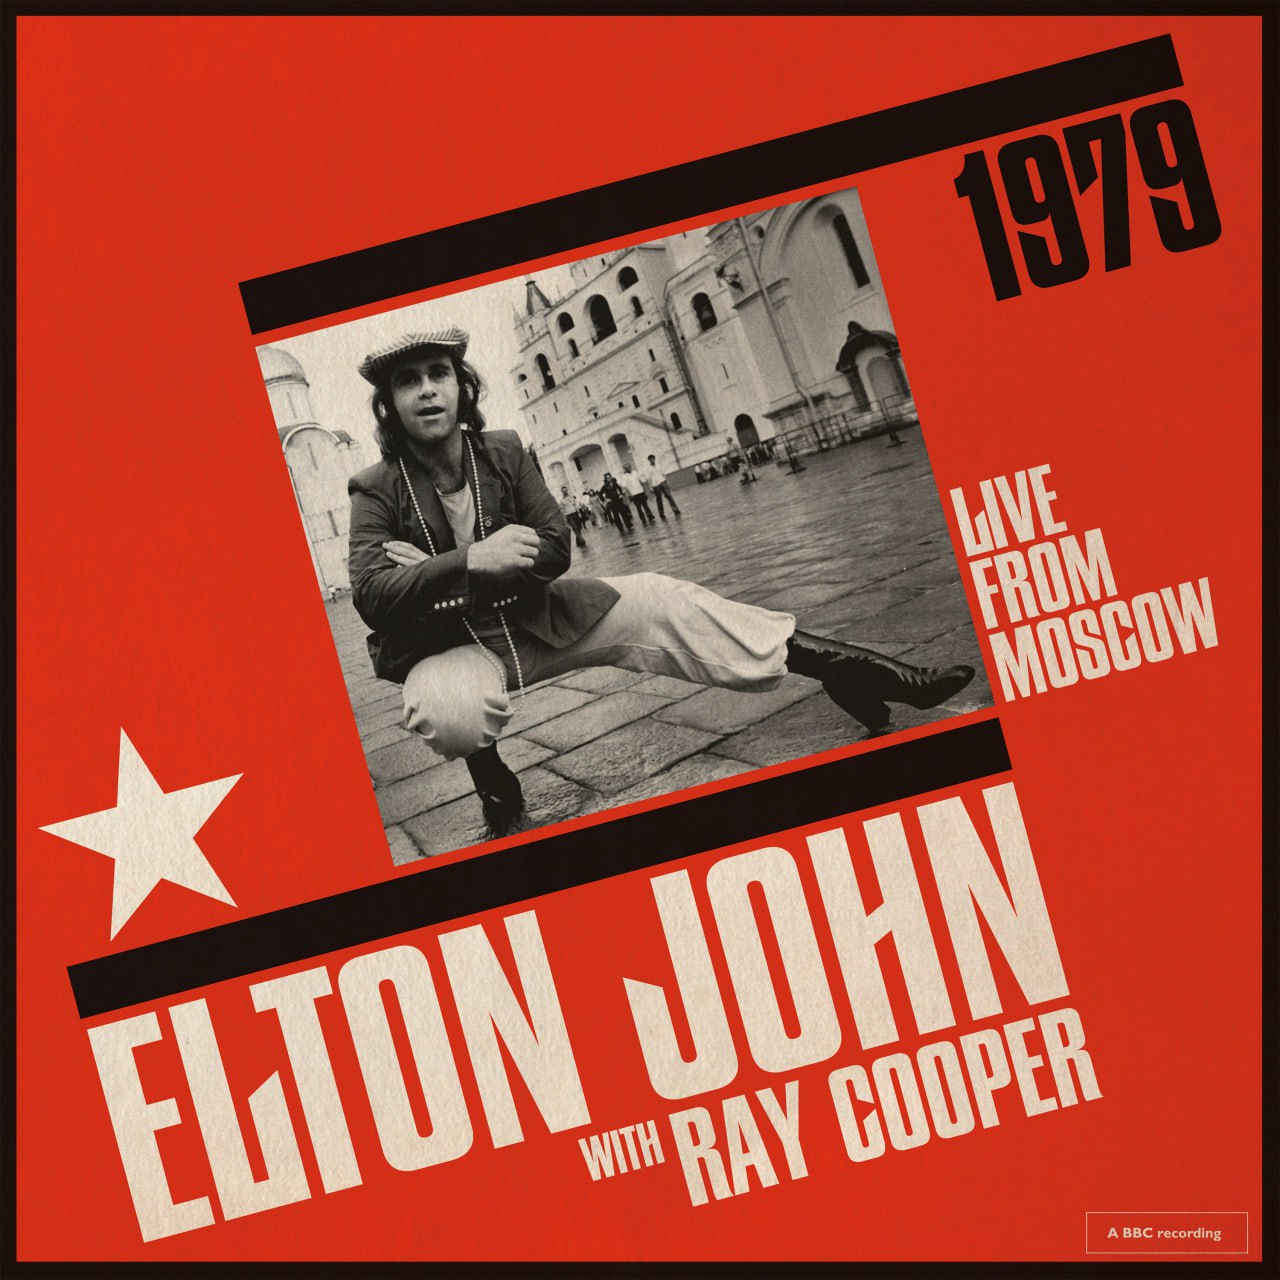 1979
LIVE
FROM
MOSCOW
ELTON JOHN
WITH RAY COOPER
A BBC recording